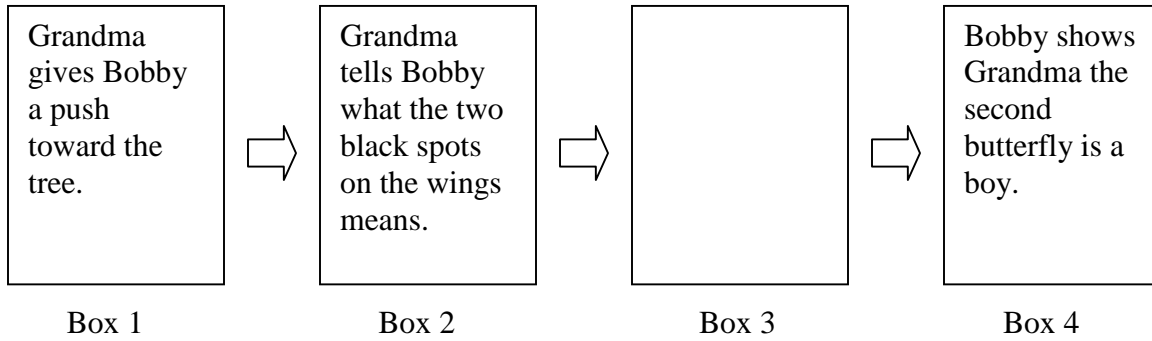 Grandma
gives Bobby
a push
toward the
tree.
Grandma
tells Bobby
what the two
black spots
on the wings
means.
Bobby shows
Grandma the
second
butterfly is a
boy.
Box 1
Box 2
Box 3
Box 4